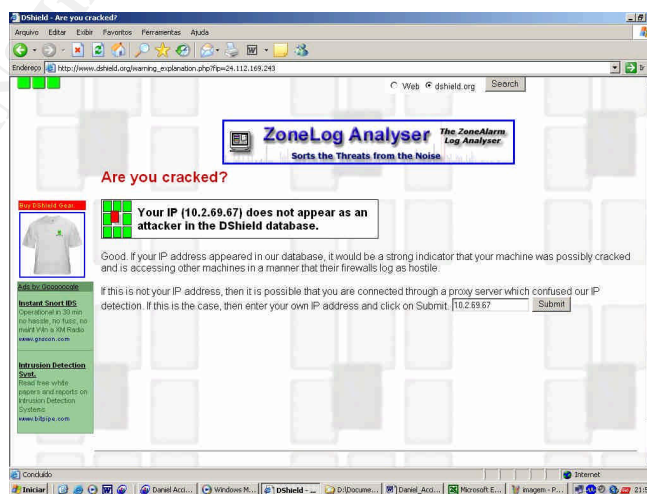 DShield - Are you cracked?
Arquivo Editar Exibir Favoritos Ferramentas Ajuda
Endereço http://www.dshield.org/warning_explanation.php?fip=24.112.169.243
Web dshield.org Search
ZoneLog Analyser The ZoneAlarm
Log Analyser
Sorts the Threats from the Noise
Are you cracked?
Buy DShield Gear
Your IP (10.2.69.67) does not appear as an
attacker in the DShield database.
Good. If your IP address appeared in our database, it would be a strong indicator that your machine was possibly cracked
and is accessing other machines in a manner that their firewalls log as hostile.
If this is not your IP address, then it is possible that you are connected through a proxy server which confused our IP
detection. If this is the case, then enter your own IP address and click on Submit. 10.2.69.67 Submit
Ads by Goooooogle
Instant Snort IDS
Operational in 30 min
no hassle, no fuss, no
maint Win a XM Radio
Intrusion Detection
Syst.
Read free white
papers and reports on
Intrusion Detection
Systems
www.bitpipe.com
Concluído Internet
Iniciar Daniel Acci... Windows M... DShield - ... D:\Docume... Daniel_Acci... Microsoft E... imagem - P...